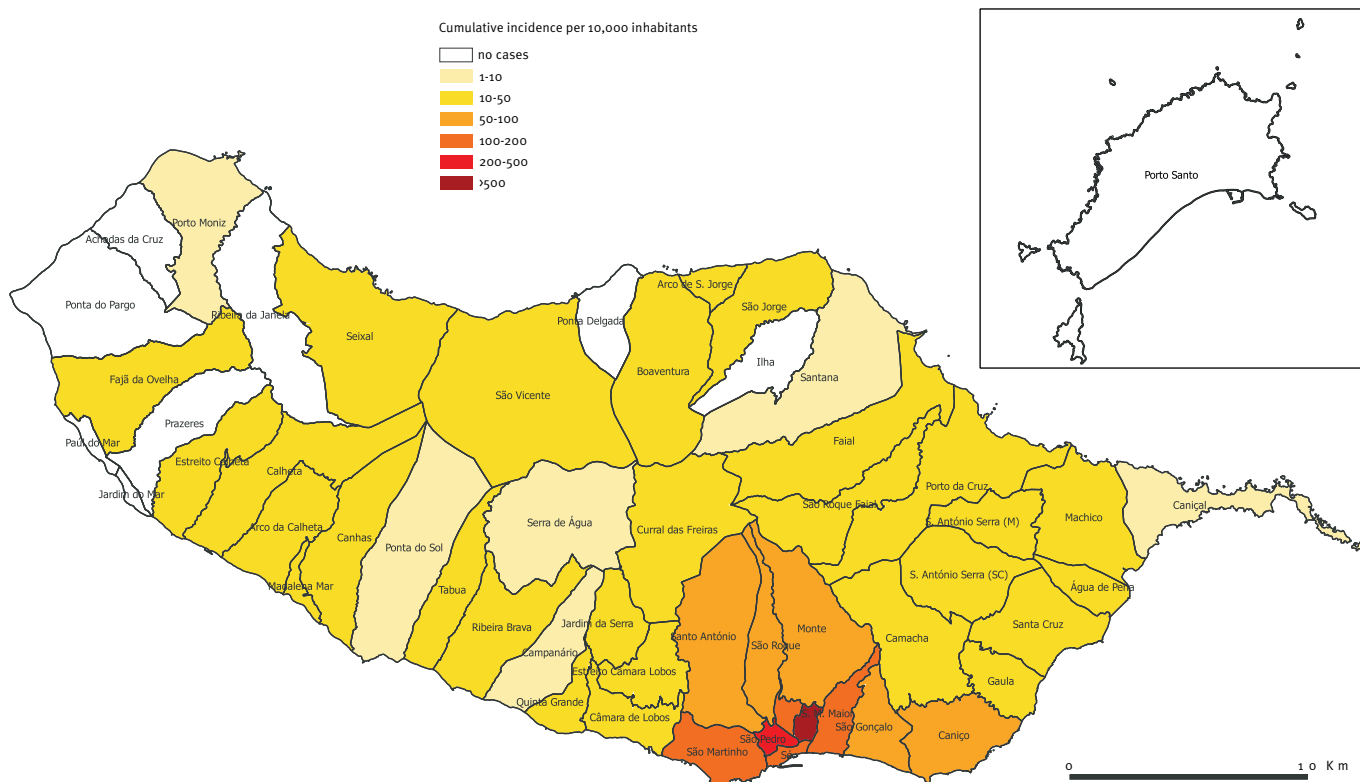 Cumulative incidence per 10,000 inhabitants
no cases
1-10
10-50
50-100
100-200
200-500
>500
Porto Santo
Porto Moniz
Achadas da Cruz
Ponta do Pargo
Ribeira da Janela
Ponta Delgada
Arco de S. Jorge
São Jorge
Seixal
Ilha
Boaventura
Santana
Fajã da Ovelha
São Vicente
Prazeres
Paúl do Mar
Faial
Estreito Calheta
Calheta
Jardim do Mar
Porto da Cruz
São Roque Faial
Caniçal
Arco da Calheta
Canhas
Serra de Água
Curral das Freiras
S. António Serra (M)
Machico
Ponta do Sol
S. António Serra (SC)
Madalena Mar
Tabua
Água de Pena
Ribeira Brava
Jardim da Serra
Santo António
São Roque
Monte
Camacha
Santa Cruz
Campanário
Estreito Câmara Lobos
Gaula
Quinta Grande
Câmara de Lobos
S. M. Maior
São Gonçalo
Caniço
São Pedro
São Martinho
Sé
0 10 Km